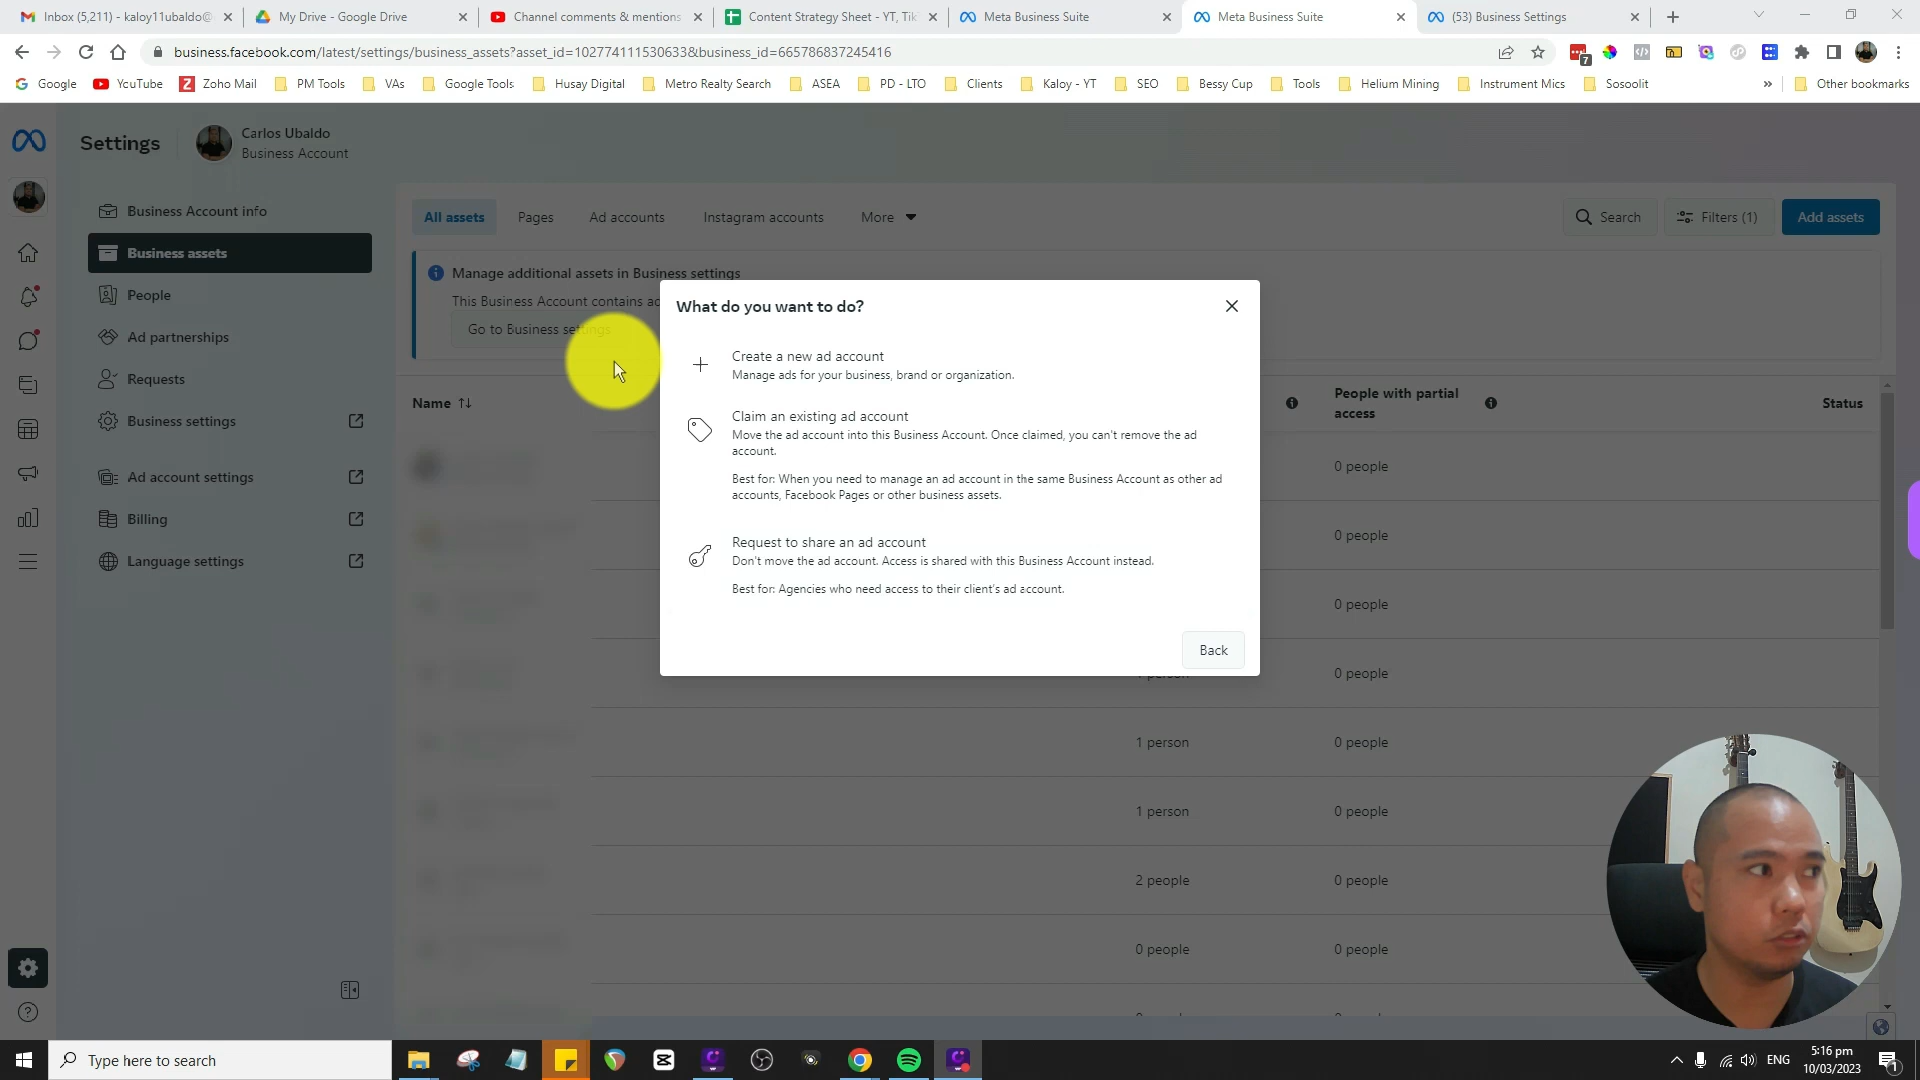 Inbox (5,211) - kaloy11ubaldo@
My Drive - Google Drive
Channel comments & mentions
Content Strategy Sheet - YT, Tik
Meta Business Suite
Meta Business Suite
(53) Business Settings
business.facebook.com/latest/settings/business_assets?asset_id=102774111530633&business_id=665786837245416
7
Google
YouTube
Zoho Mail
PM Tools
VAs
Google Tools
Husay Digital
Metro Realty Search
ASEA
PD - LTO
Clients
Kaloy - YT
SEO
Bessy Cup
Tools
Helium Mining
Instrument Mics
Sosoolit
»
Other bookmarks
Settings
Carlos Ubaldo
Business Account
Business Account info
Business assets
People
Ad partnerships
Requests
Business settings
Ad account settings
Billing
Language settings
All assets
Pages
Ad accounts
Instagram accounts
More
Search
Filters (1)
Add assets
Manage additional assets in Business settings
This Business Account contains
Go to Business settings
Name
People with partial
access
Status
What do you want to do?
Create a new ad account
Manage ads for your business, brand or organization.
Claim an existing ad account
Move the ad account into this Business Account. Once claimed, you can't remove the ad
account.
Best for: When you need to manage an ad account in the same Business Account as other ad
accounts, Facebook Pages or other business assets.
Request to share an ad account
Don't move the ad account. Access is shared with this Business Account instead.
Best for: Agencies who need access to their client's ad account.
Back
0 people
0 people
0 people
1 person
0 people
1 person
0 people
1 person
0 people
2 people
0 people
0 people
0 people
Type here to search
ENG
5:16 pm
10/03/2023
1